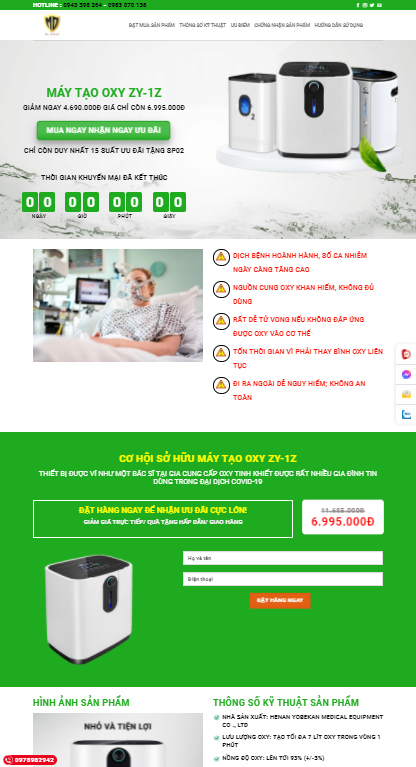 HOTLINE : 0943 398 264 - 0983 070 138
ĐẶT MUA SẢN PHẨM
THÔNG SỐ KỸ THUẬT
ƯU ĐIỂM
CHỨNG NHẬN SẢN PHẨM
HƯỚNG DẪN SỬ DỤNG
MÁY TẠO OXY ZY-1Z
GIẢM NGAY 4.690.000Đ GIÁ CHỈ CÒN 6.995.000Đ
MUA NGAY NHẬN NGAY ƯU ĐÃI
CHỈ CÒN DUY NHẤT 15 SUẤT ƯU ĐÃI TẶNG SP02
THỜI GIAN KHUYẾN MẠI ĐÃ KẾT THÚC
0 0 0 0 0 0 0 0
NGÀY GIỜ PHÚT GIÂY
DỊCH BỆNH HOÀNH HÀNH, SỐ CA NHIỄM
NGÀY CÀNG TĂNG CAO
NGUỒN CUNG OXY KHAN HIẾM, KHÔNG ĐỦ
DÙNG
RẤT DỄ TỬ VONG NẾU KHÔNG ĐÁP ỨNG
ĐƯỢC OXY VÀO CƠ THỂ
TỐN THỜI GIAN VÌ PHẢI THAY BÌNH OXY LIÊN
TỤC
ĐI RA NGOÀI DỄ NGUY HIỂM; KHÔNG AN
TOÀN
CƠ HỘI SỞ HỮU MÁY TẠO OXY ZY-1Z
THIẾT BỊ ĐƯỢC VÍ NHƯ MỘT BÁC SĨ TẠI GIA CUNG CẤP OXY TINH KHIẾT ĐƯỢC RẤT NHIỀU GIA ĐÌNH TIN
DÙNG TRONG ĐẠI DỊCH COVID-19
ĐẶT HÀNG NGAY ĐỂ NHẬN ƯU ĐÃI CỰC LỚN!
GIẢM GIÁ TRỰC TIẾP/ QUÀ TẶNG HẤP DẪN/ GIAO HÀNG
11.685.000Đ
6.995.000Đ
Họ và tên
Điện thoại
ĐẶT HÀNG NGAY
HÌNH ẢNH SẢN PHẨM
NHỎ VÀ TIỆN LỢI
THÔNG SỐ KỸ THUẬT SẢN PHẨM
NHÀ SẢN XUẤT: HENAN YOBEKAN MEDICAL EQUIPMENT
CO ., LTD
LƯU LƯỢNG OXY: TẠO TỐI ĐA 7 LÍT OXY TRONG VÒNG 1
PHÚT
NỒNG ĐỘ OXY: LÊN TỚI 93% (+/-3%)
0978982942